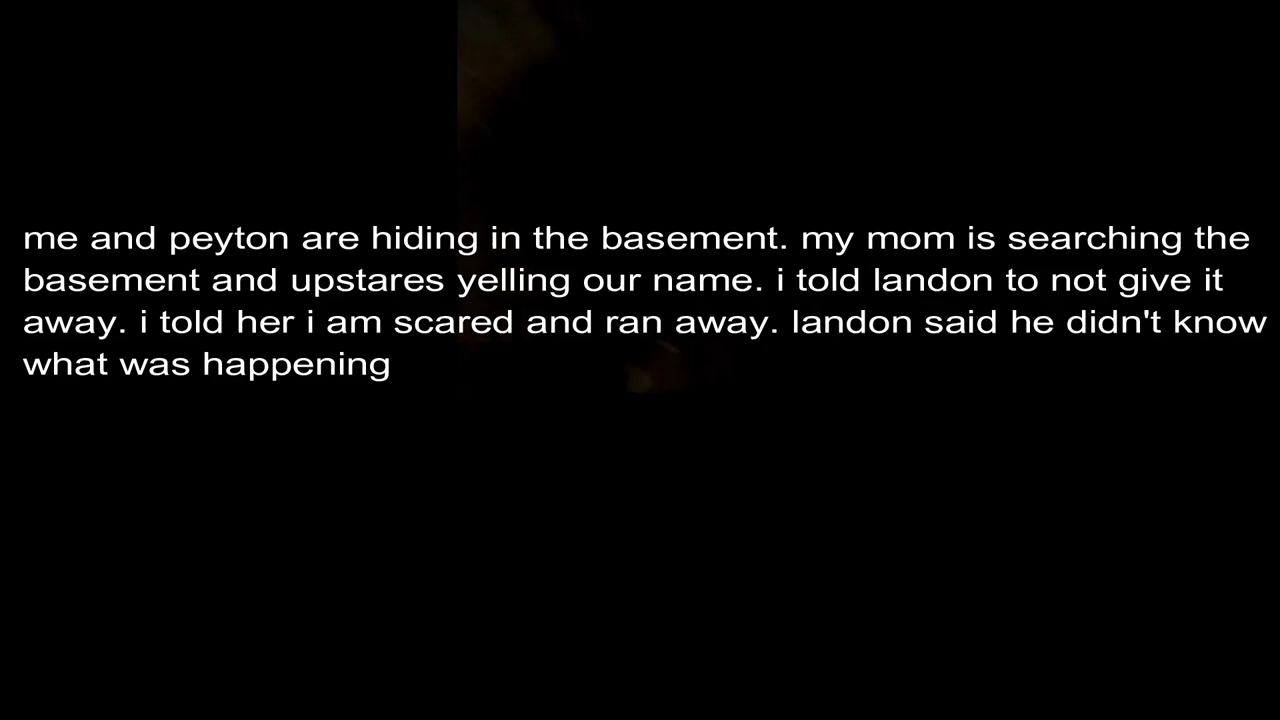 me and peyton are hiding in the basement. my mom is searching the
basement and upstares yelling our name. i told landon to not give it
away. i told her i am scared and ran away. landon said he didn't know
what was happening